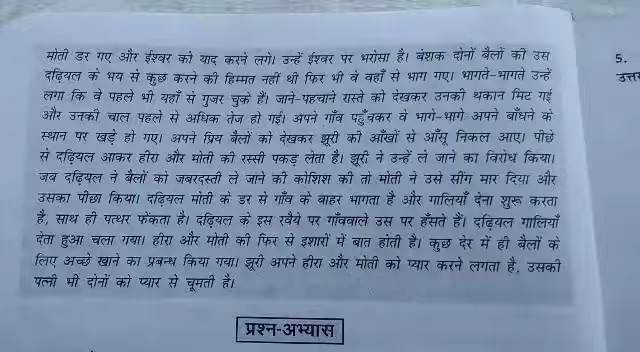 मोती डर गए और ईश्वर को याद करने लगे। उन्हें ईश्वर पर भरोसा है। बेशक दोनों बैलों की उस
दढ़ियल के भय से कुछ करने की हिम्मत नहीं थी फिर भी वे वहाँ से भाग गए। भागते-भागते उन्हें
लगा कि वे पहले भी यहाँ से गुजर चुके हैं। जाने-पहचाने रास्ते को देखकर उनकी थकान मिट गई
और उनकी चाल पहले से अधिक तेज हो गई। अपने गाँव पहुँचकर वे भागे-भागे अपने बाँधने के
स्थान पर खड़े हो गए। अपने प्रिय बैलों को देखकर झूरी की आँखों से आँसू निकल आए। पीछे
से दढ़ियल आकर हीरा और मोती की रस्सी पकड़ लेता है। झूरी ने उन्हें ले जाने का विरोध किया।
जब दढ़ियल ने बैलों को जबरदस्ती ले जाने की कोशिश की तो मोती ने उसे सींग मार दिया और
उसका पीछा किया। दढ़ियल मोती के डर से गाँव के बाहर भागता है और गालियाँ देना शुरू करता
है, साथ ही पत्थर फेंकता है। दढ़ियल के इस रवैये पर गाँववाले उस पर हँसते हैं। दढ़ियल गालियाँ
देता हुआ चला गया। हीरा और मोती की फिर से इशारों में बात होती है। कुछ देर में ही बैलों के
लिए अच्छे खाने का प्रबन्ध किया गया। झूरी अपने हीरा और मोती को प्यार करने लगता है, उसकी
पत्नी भी दोनों को प्यार से चूमती है।
प्रश्न-अभ्यास
5.